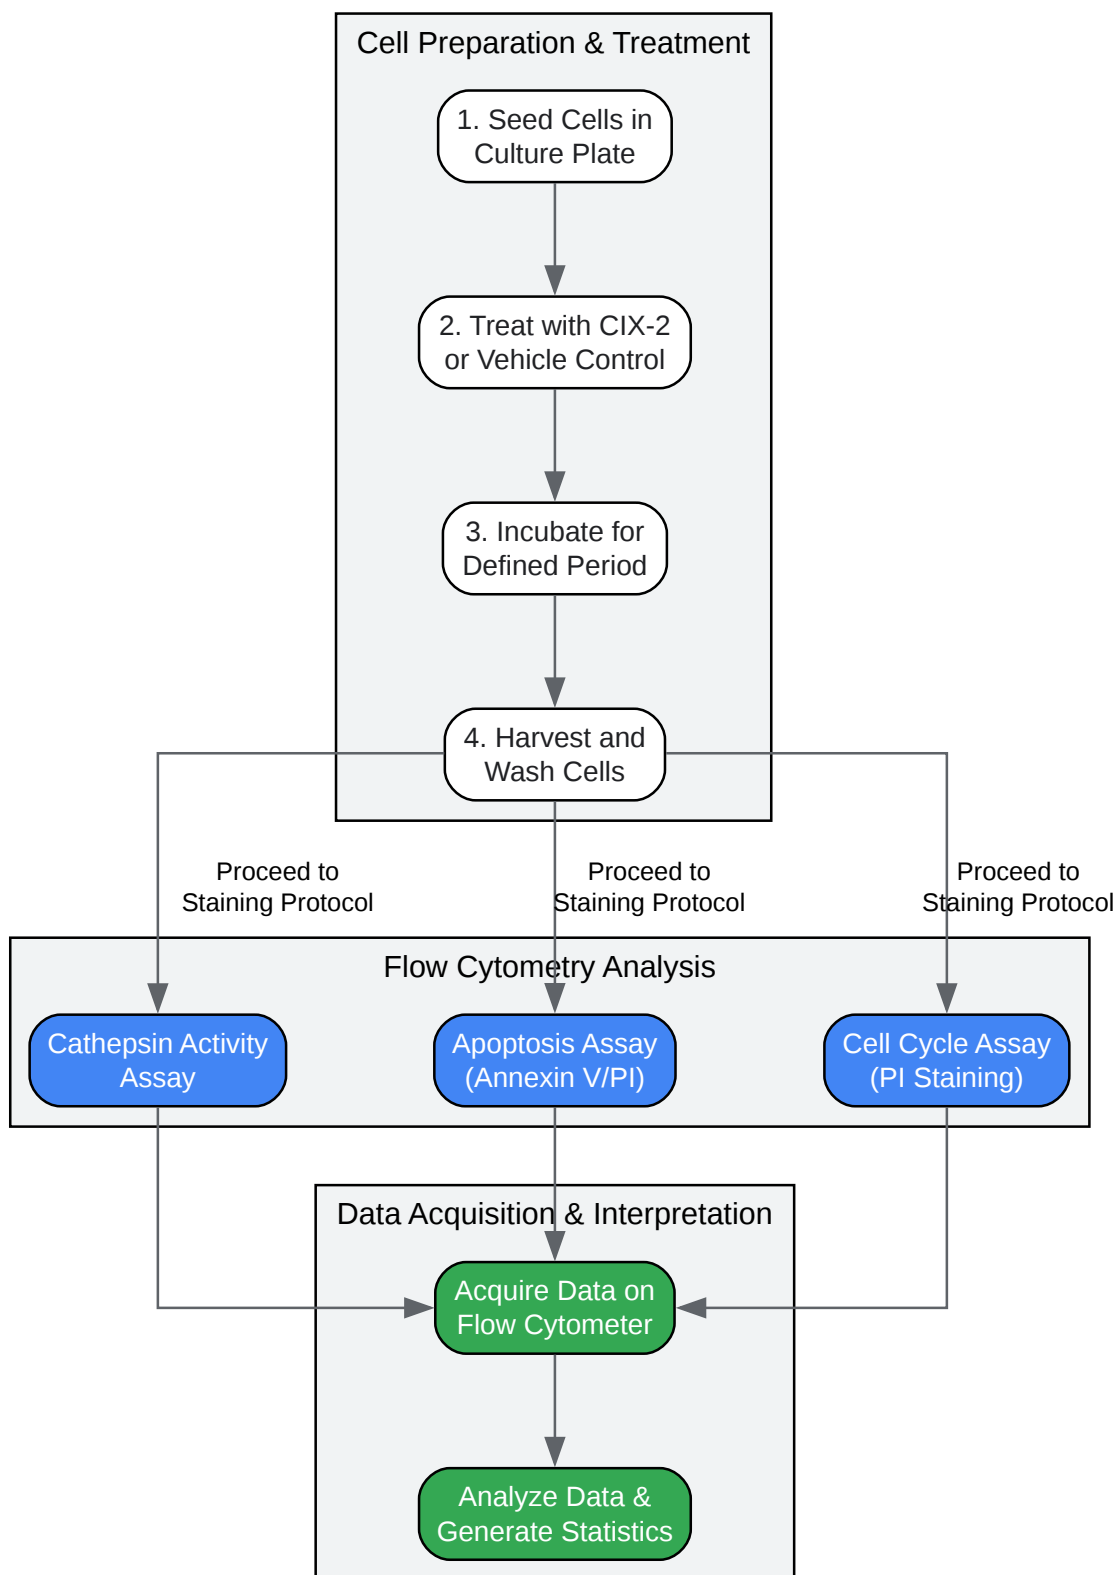 Cell Preparation & Treatment
1. Seed Cells in
Culture Plate
2. Treat with CIX-2
or Vehicle Control
3. Incubate for
Defined Period
4. Harvest and
Wash Cells
Proceed to
Staining Protocol
Proceed to
Staining Protocol
Proceed to
Staining Protocol
Flow Cytometry Analysis
Cathepsin Activity
Assay
Apoptosis Assay
(Annexin V/PI)
Cell Cycle Assay
(PI Staining)
Data Acquisition & Interpretation
Acquire Data on
Flow Cytometer
Analyze Data &
Generate Statistics